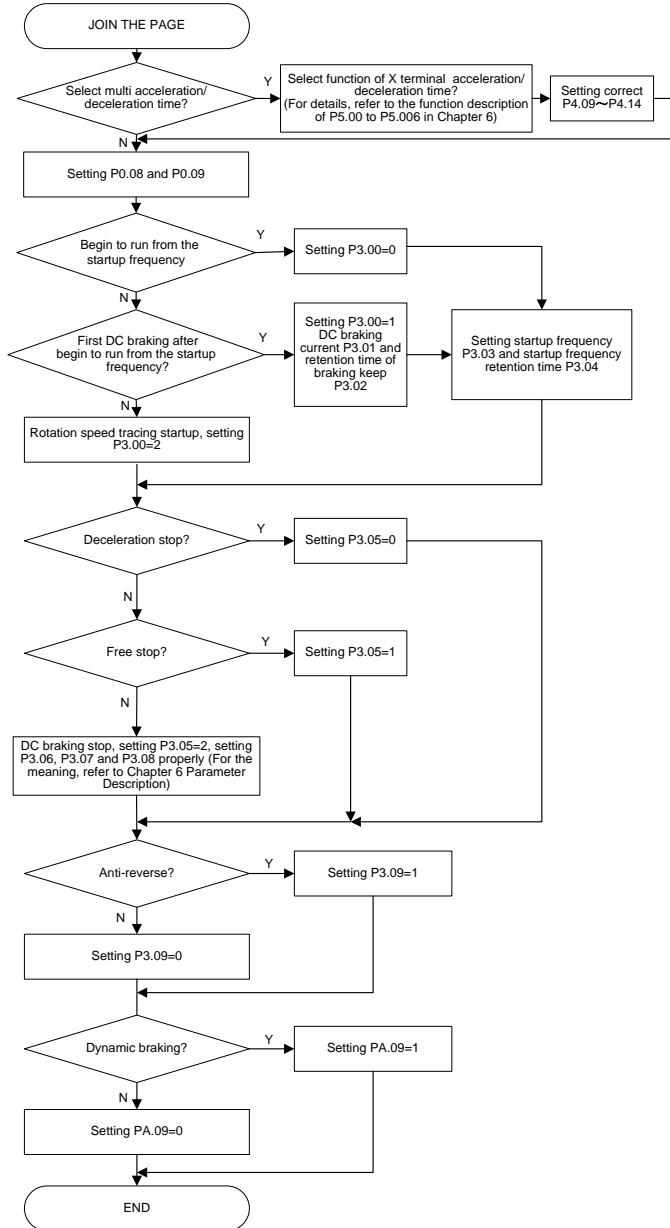 JOIN THE PAGE
Select multi acceleration/
deceleration time?
Y
Select function of X terminal acceleration/
deceleration time?
(For details, refer to the function description
of P5.00 to P5.006 in Chapter 6)
Setting correct
P4.09～P4.14
N
Setting P0.08 and P0.09
Begin to run from the
startup frequency
Y
Setting P3.00=0
N
First DC braking after
begin to run from the startup
frequency?
Y
Setting P3.00=1
DC braking
current P3.01 and
retention time of
braking keep
P3.02
Setting startup frequency
P3.03 and startup frequency
retention time P3.04
N
Rotation speed tracing startup, setting
P3.00=2
Deceleration stop?
Y
Setting P3.05=0
N
Free stop?
Y
Setting P3.05=1
N
DC braking stop, setting P3.05=2, setting
P3.06, P3.07 and P3.08 properly (For the
meaning, refer to Chapter 6 Parameter
Description)
Anti-reverse?
Y
Setting P3.09=1
N
Setting P3.09=0
Dynamic braking?
Y
Setting PA.09=1
N
Setting PA.09=0
END